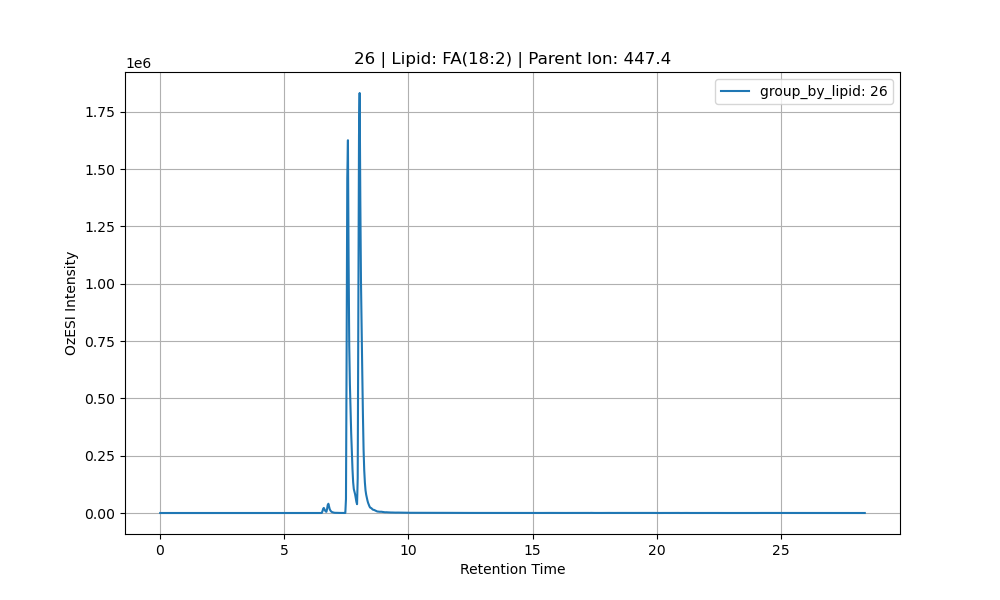 26 | Lipid: FA(18:2) | Parent Ion: 447.4
1e6
group_by_lipid: 26
1.75
1.50
1.25
1.00
0.75
0.50
0.25
0.00
OzESI Intensity
0 5 10 15 20 25
Retention Time